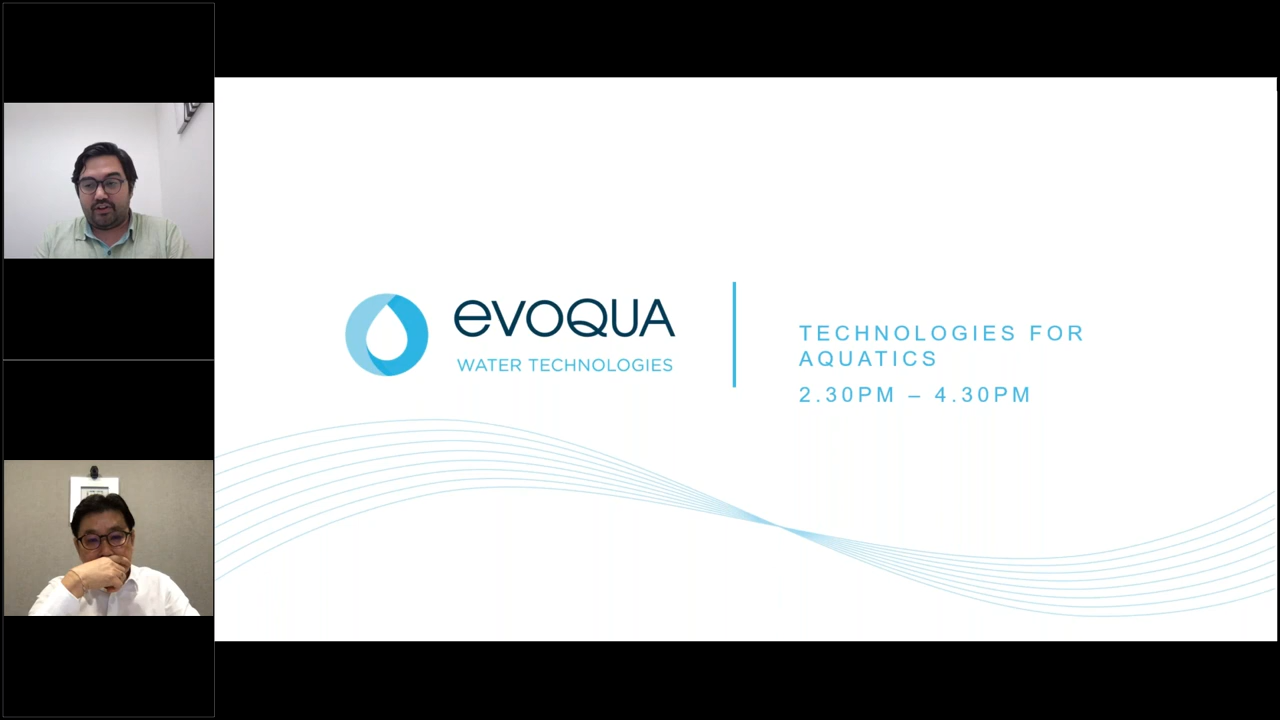 evoQUA
WATER TECHNOLOGIES
TECHNOLOGIES FOR
AQUATICS
2.30PM – 4.30PM